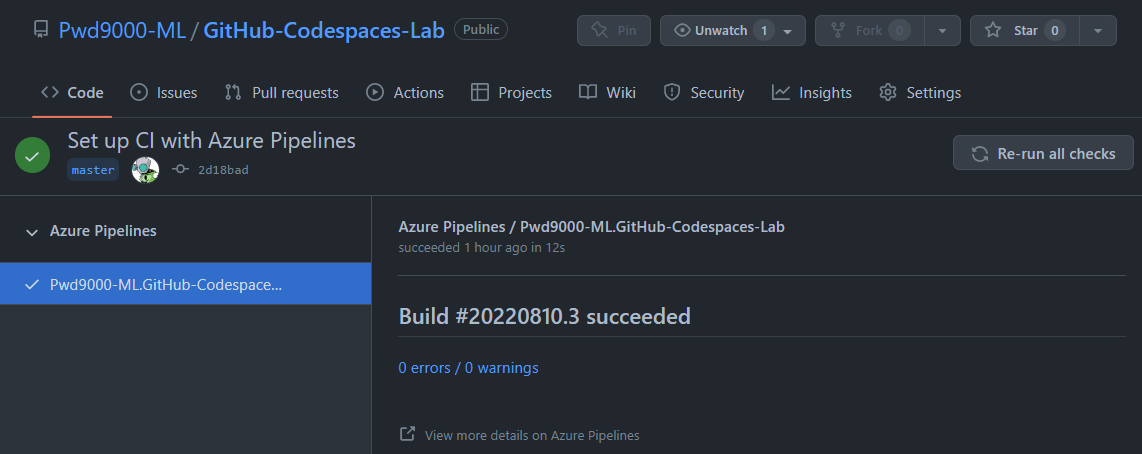 Pwd9000-ML / GitHub-Codespaces-Lab Public Pin Unwatch 1 Fork 0 Star 0
Code Issues Pull requests Actions Projects Wiki Security Insights Settings
Set up CI with Azure Pipelines
master 2d18bad
Re-run all checks
Azure Pipelines
Pwd9000-ML.GitHub-Codespace...
Azure Pipelines / Pwd9000-ML.GitHub-Codespaces-Lab
succeeded 1 hour ago in 12s
Build #20220810.3 succeeded
0 errors / 0 warnings
View more details on Azure Pipelines